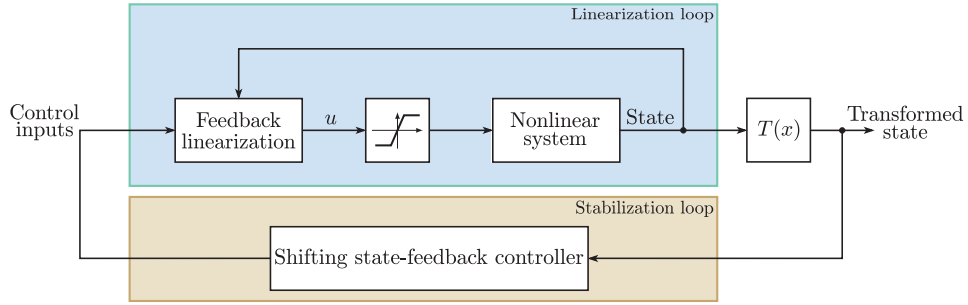 Linearization loop
Control
inputs
Feedback
linearization
u
Nonlinear
system
State
T(x)
Transformed
state
Stabilization loop
Shifting state-feedback controller